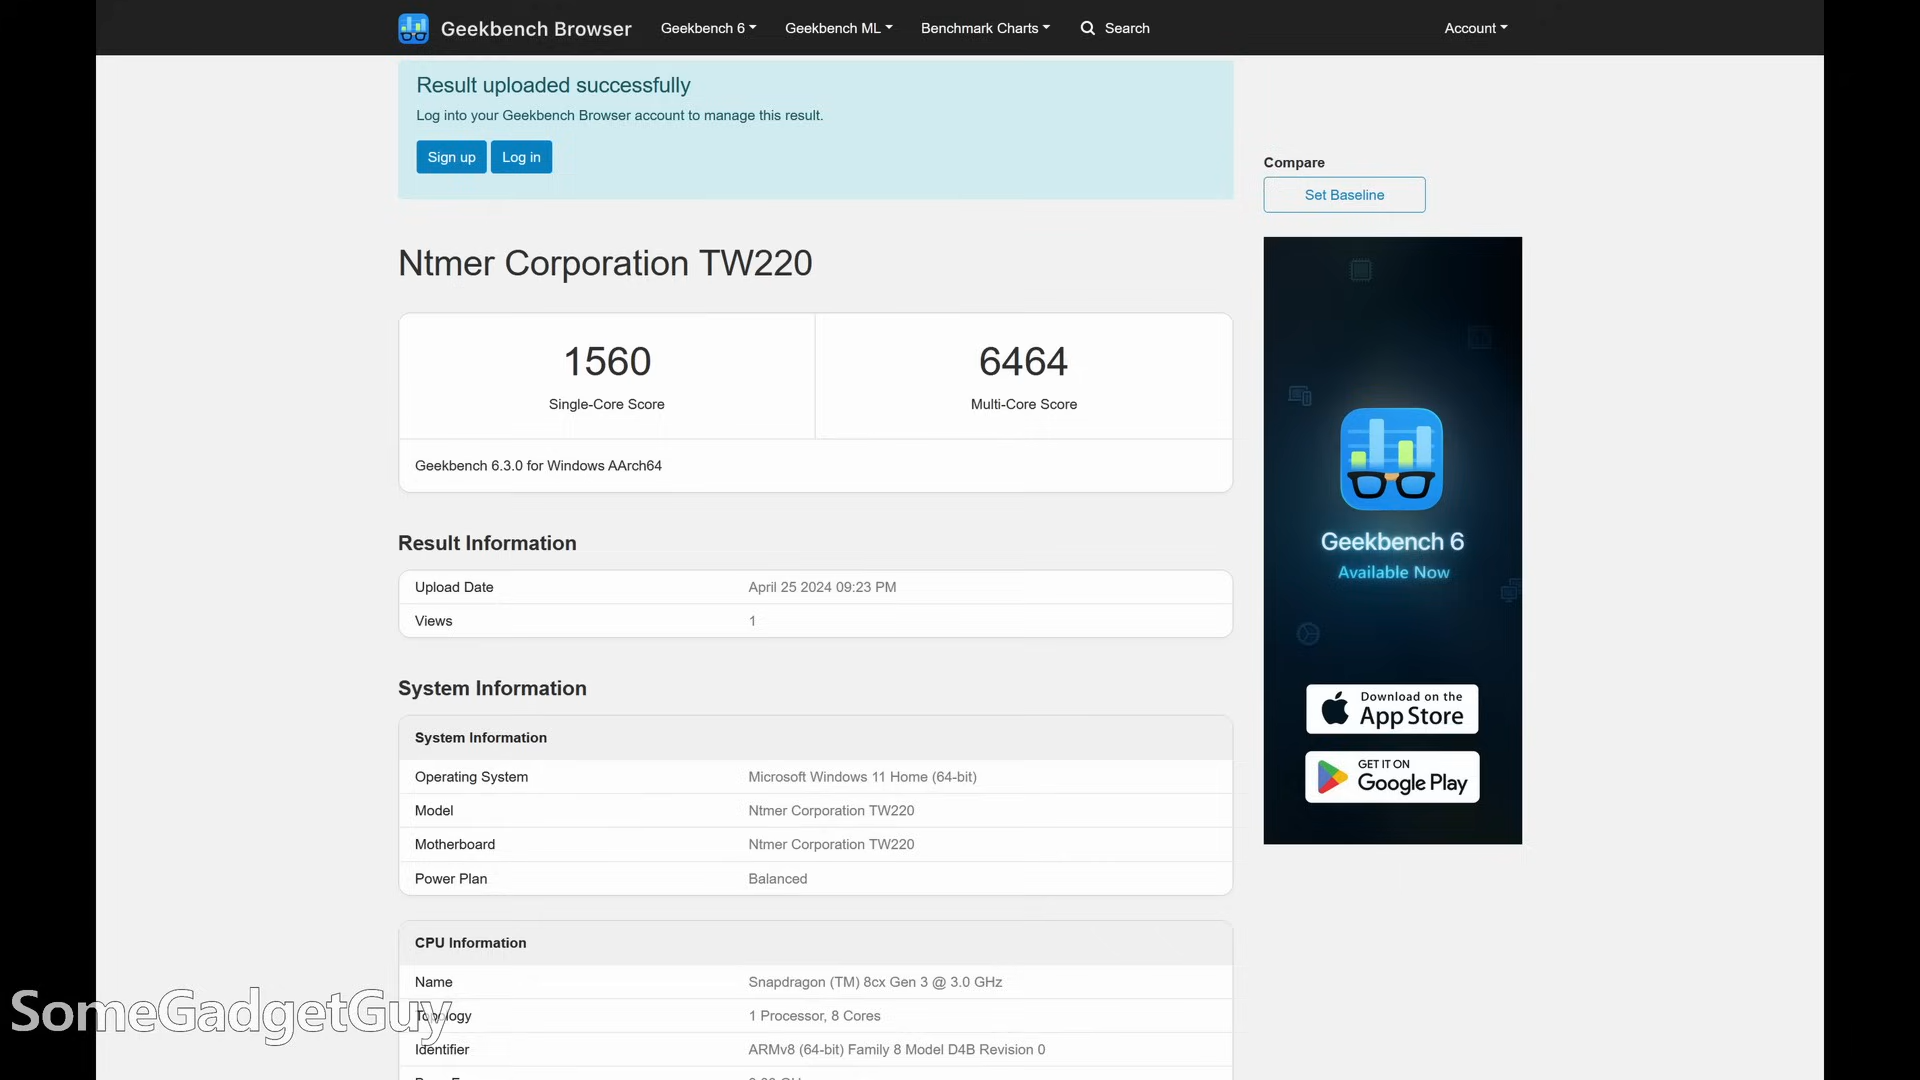 Geekbench Browser
Geekbench 6
Geekbench ML
Benchmark Charts
Search
Account
Result uploaded successfully
Log into your Geekbench Browser account to manage this result.
Sign up
Log in
Compare
Set Baseline
Ntmer Corporation TW220
1560
6464
Single-Core Score
Multi-Core Score
Geekbench 6.3.0 for Windows AArch64
Result Information
Upload Date April 25 2024 09:23 PM
Views 1
System Information
System Information
Operating System Microsoft Windows 11 Home (64-bit)
Model Ntmer Corporation TW220
Motherboard Ntmer Corporation TW220
Power Plan Balanced
CPU Information
Name Snapdragon (TM) 8cx Gen 3 @ 3.0 GHz
Topology 1 Processor, 8 Cores
Identifier ARMv8 (64-bit) Family 8 Model D4B Revision 0
Geekbench 6
Available Now
Download on the
App Store
GET IT ON
Google Play
SomeGadgetGuy